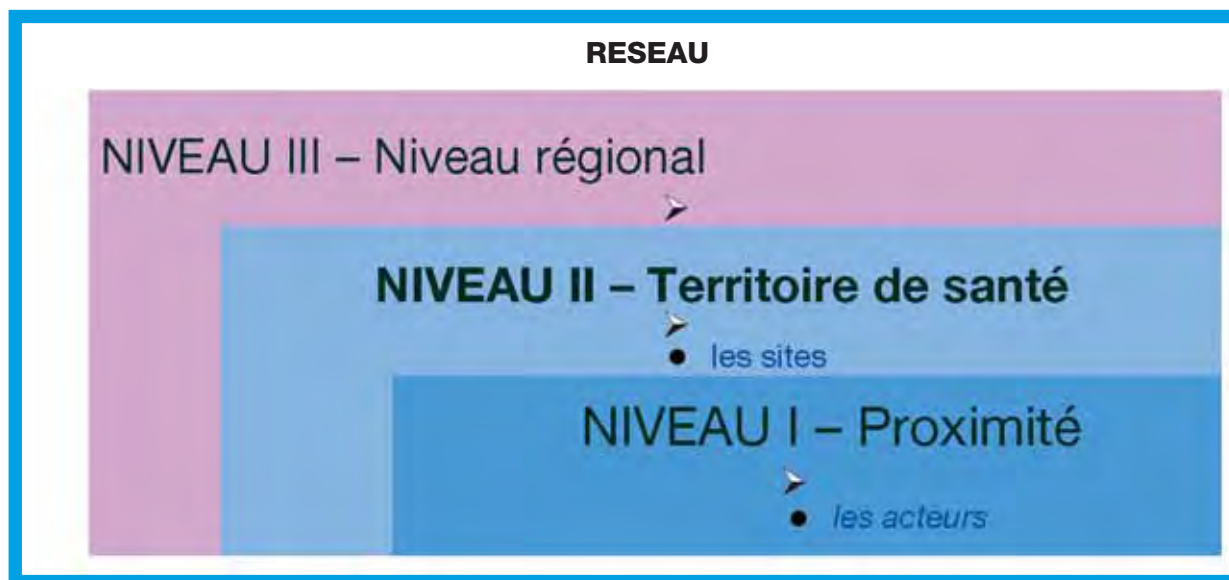 RESEAU
NIVEAU III – Niveau régional
➢
NIVEAU II – Territoire de santé
➢
● les sites
NIVEAU I – Proximité
➢
● les acteurs